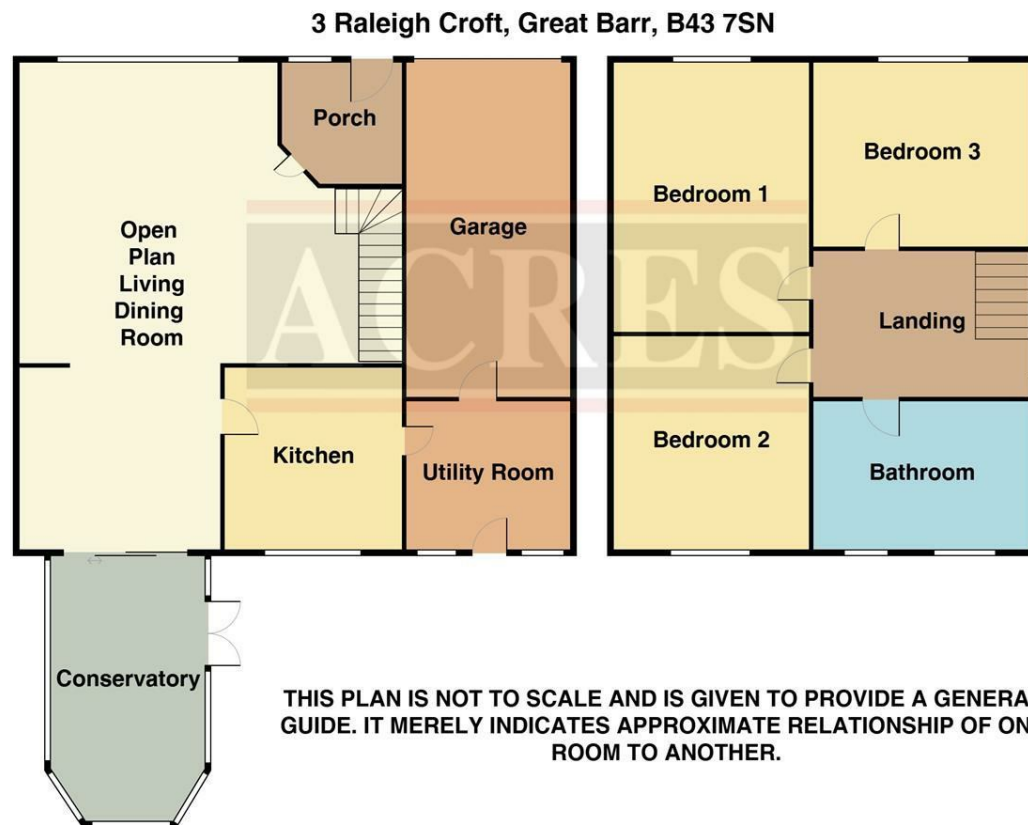 3 Raleigh Croft, Great Barr, B43 7SN
Porch
Open
Plan
Living
Dining
Room
Garage
Kitchen
Utility Room
Conservatory
Bedroom 1
Bedroom 3
Landing
Bedroom 2
Bathroom
ACRES
THIS PLAN IS NOT TO SCALE AND IS GIVEN TO PROVIDE A GENERA
GUIDE. IT MERELY INDICATES APPROXIMATE RELATIONSHIP OF ON
ROOM TO ANOTHER.